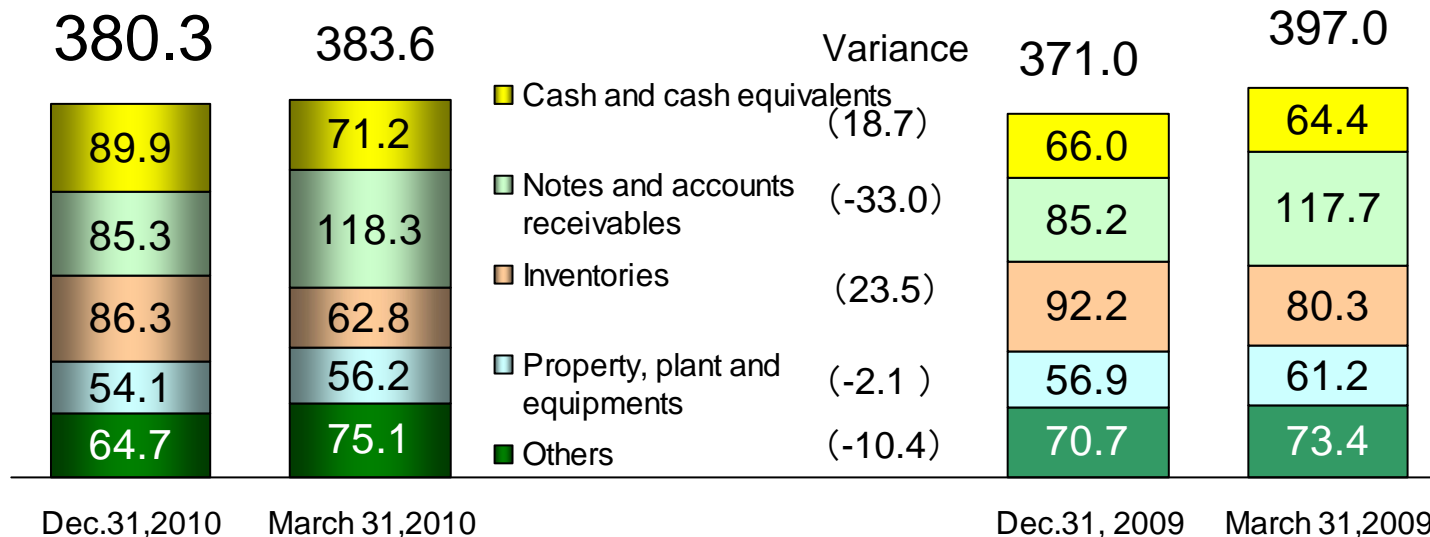 380.3
383.6
Variance
371.0
397.0
Cash and cash equivalents
(18.7)
89.9
71.2
66.0
64.4
Notes and accounts
receivables
(-33.0)
85.3
118.3
85.2
117.7
Inventories
(23.5)
86.3
62.8
92.2
80.3
Property, plant and
equipments
(-2.1 )
54.1
56.2
56.9
61.2
Others
(-10.4)
64.7
75.1
70.7
73.4
Dec.31,2010
March 31,2010
Dec.31, 2009
March 31,2009